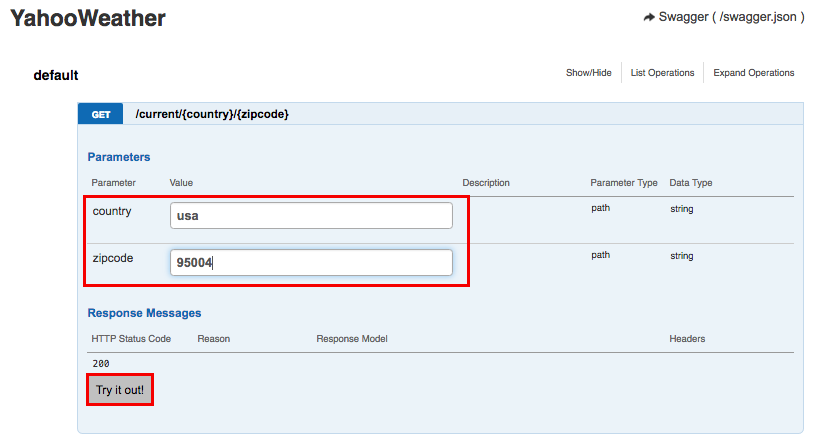 YahooWeather
Swagger ( /swagger.json )
default
Show/Hide
List Operations
Expand Operations
GET
/current/{country}/{zipcode}
Parameters
Parameter Value Description Parameter Type Data Type
country usa path string
zipcode 95004 path string
Response Messages
HTTP Status Code Reason Response Model Headers
200
Try it out!